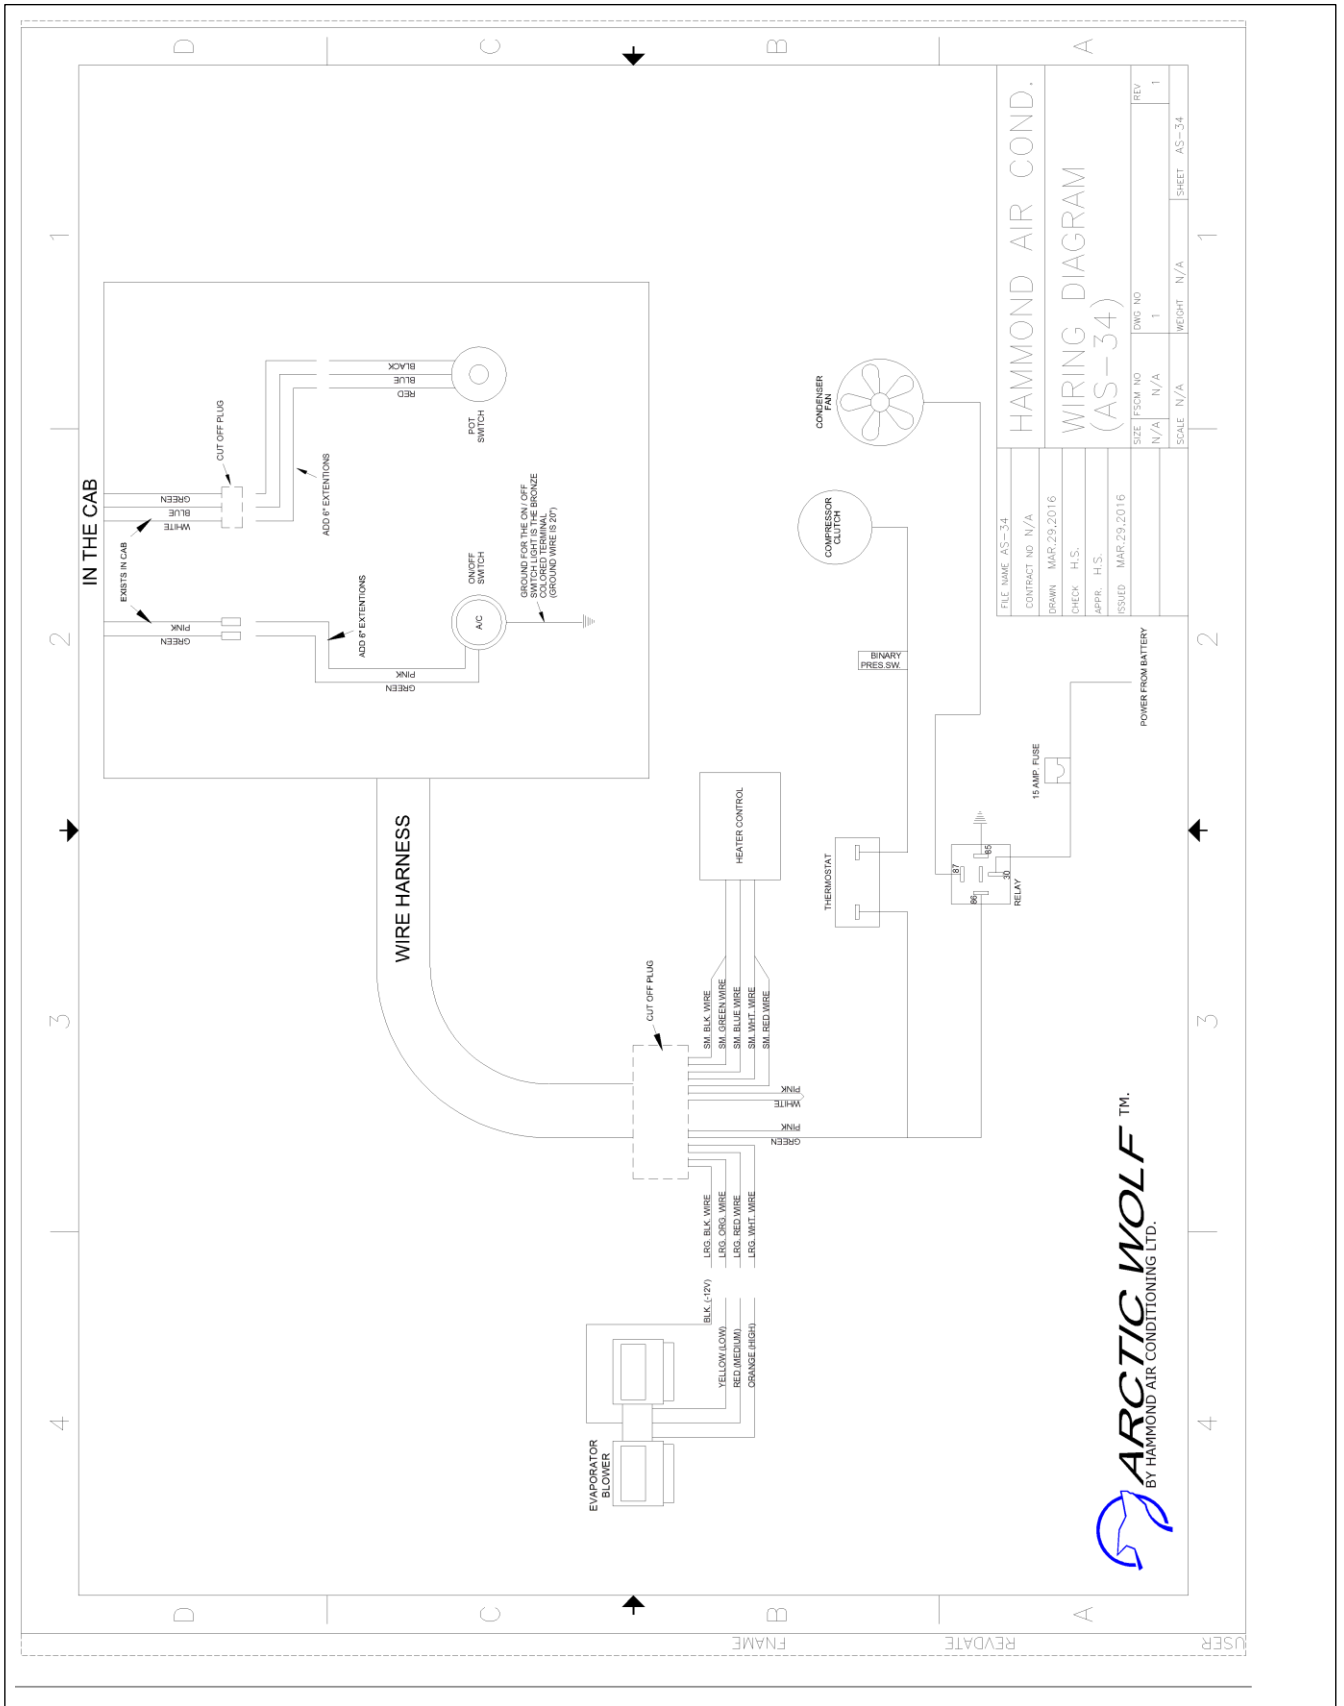 D
C
B
A
1
2
3
4
IN THE CAB
EXISTS IN CAB
PINK
GREEN
GREEN
BLUE
WHITE
CUT OFF PLUG
ADD 6" EXTENTIONS
ADD 6" EXTENTIONS
PINK
GREEN
BLACK
BLUE
RED
POT
SWITCH
ON/OFF
SWITCH
A/C
GROUND FOR THE ON / OFF
SWITCH LIGHT IS THE BRONZE
COLORED TERMINAL
(GROUND WIRE IS 20")
WIRE HARNESS
CUT OFF PLUG
SM. BLK. WIRE
SM. GREEN WIRE
SM. BLUE WIRE
SM. WHT. WIRE
SM. RED WIRE
PINK
WHITE
PINK
GREEN
HEATER CONTROL
EVAPORATOR
BLOWER
BLK. (-12V)
YELLOW (LOW)
RED (MEDIUM)
ORANGE (HIGH)
LRG. BLK. WIRE
LRG. ORG. WIRE
LRG. RED WIRE
LRG. WHT. WIRE
THERMOSTAT
BINARY
PRES.SW.
COMPRESSOR
CLUTCH
CONDENSER
FAN
87
85
86
30
RELAY
15 AMP. FUSE
POWER FROM BATTERY
FILE NAME AS-34
CONTRACT NO N/A
DRAWN MAR.29.2016
CHECK H.S.
APPR. H.S.
ISSUED MAR.29.2016
HAMMOND AIR COND.
WIRING DIAGRAM
(AS-34)
SIZE FSCM NO DWG NO REV
N/A N/A 1 1
SCALE N/A WEIGHT N/A SHEET AS-34
ARCTIC WOLF TM.
BY HAMMOND AIR CONDITIONING LTD.
1
2
3
4
D
C
B
A
FNAME
REVDATE
USER